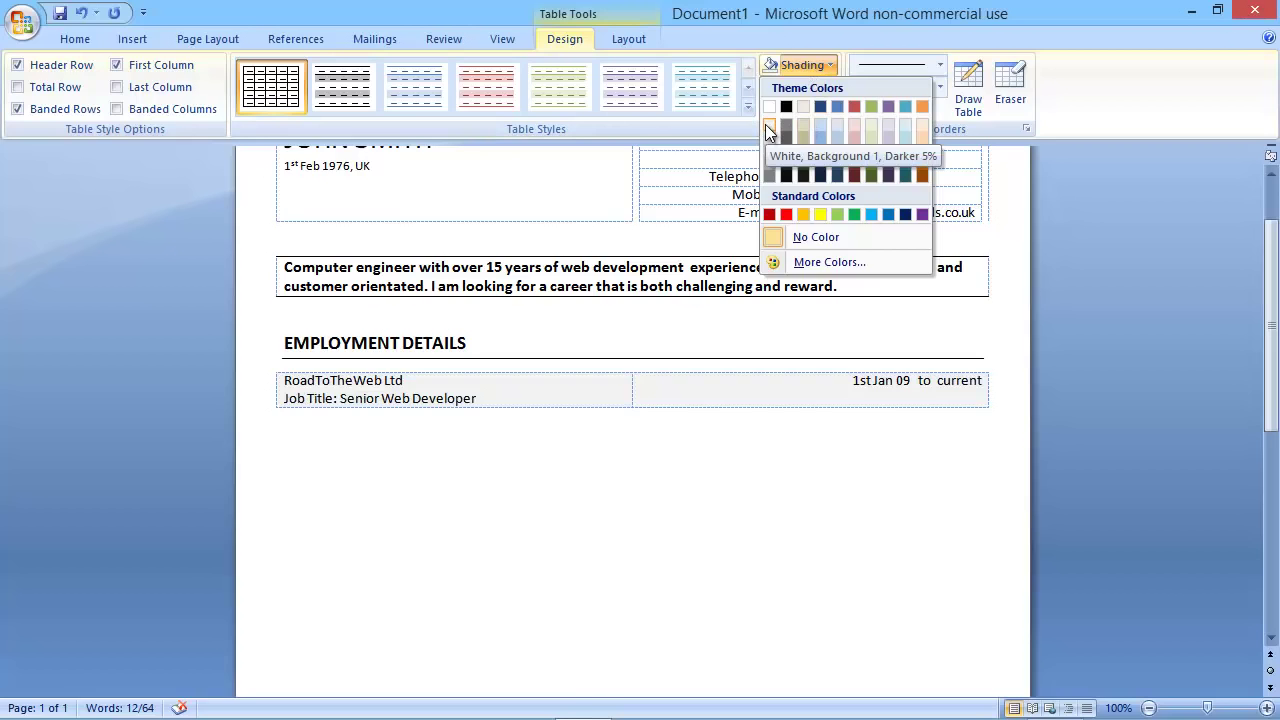 Table Tools
Document1 - Microsoft Word non-commercial use
Home Insert Page Layout References Mailings Review View Design Layout
Header Row First Column
Total Row Last Column
Banded Rows Banded Columns
Table Style Options
Table Styles
Shading
Draw Table
Eraser
orders
Theme Colors
White, Background 1, Darker 5%
Standard Colors
No Color
More Colors...
1st Feb 1976, UK
Telepho
Mob
E-m ls.co.uk
Computer engineer with over 15 years of web development experienc and
customer orientated. I am looking for a career that is both challenging and reward.
EMPLOYMENT DETAILS
RoadToTheWeb Ltd 1st Jan 09 to current
Job Title: Senior Web Developer
Page: 1 of 1 Words: 12/64 100%